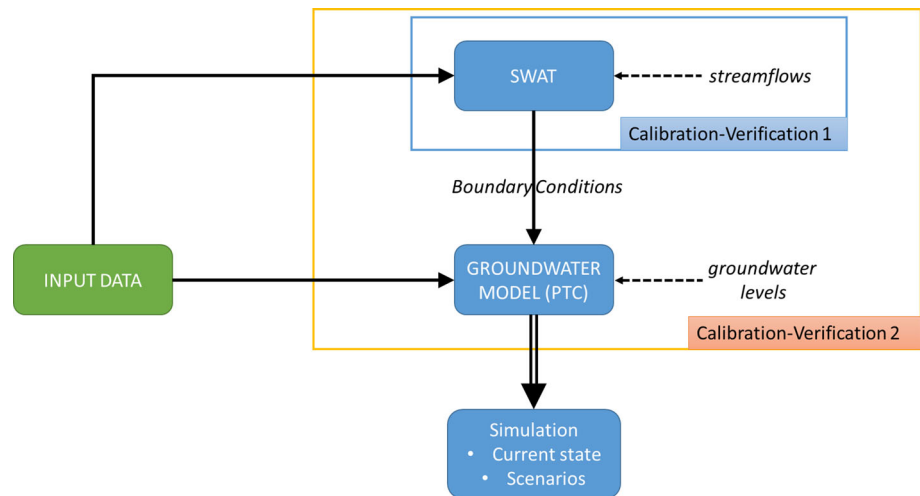 SWAT
streamflows
Calibration-Verification 1
Boundary Conditions
INPUT DATA
GROUNDWATER
MODEL (PTC)
groundwater
levels
Calibration-Verification 2
Simulation
• Current state
• Scenarios